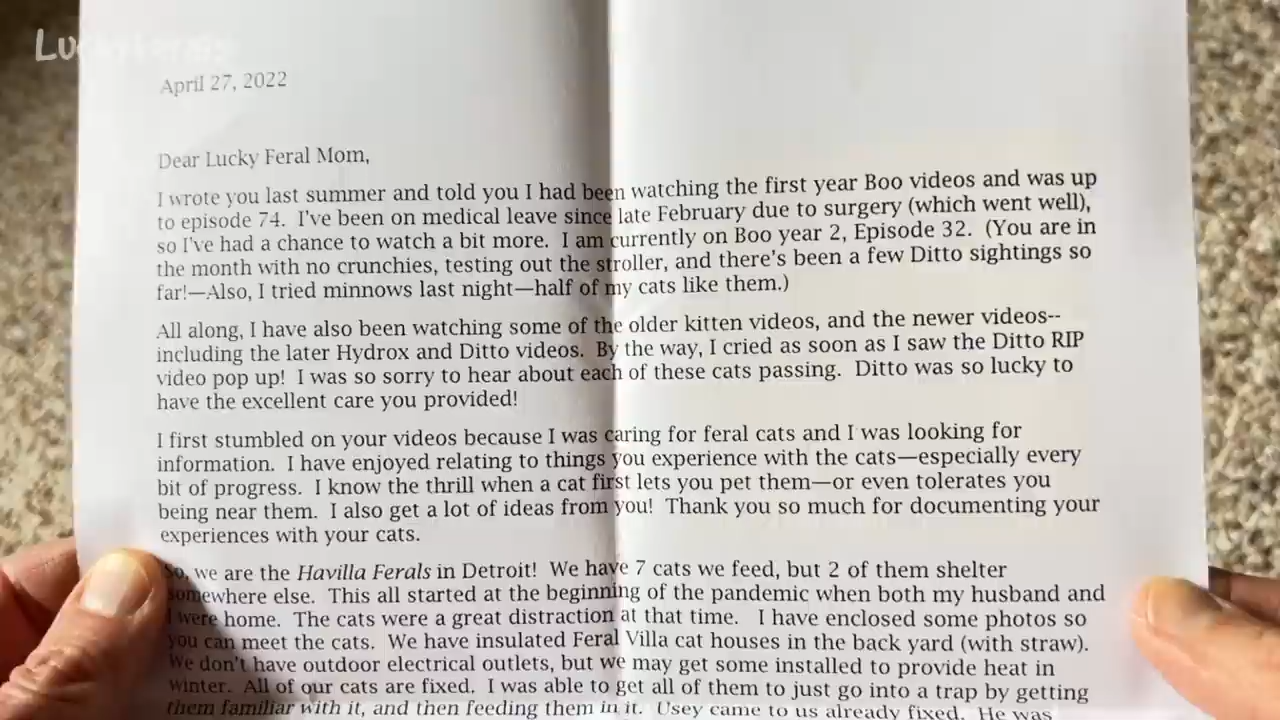 Lucky Ferals
April 27, 2022
Dear Lucky Feral Mom,
I wrote you last summer and told you I had been watching the first year Boo videos and was up
to episode 74.  I've been on medical leave since late February due to surgery (which went well),
so I've had a chance to watch a bit more.  I am currently on Boo year 2, Episode 32.  (You are in
the month with no crunchies, testing out the stroller, and there's been a few Ditto sightings so
far!—Also, I tried minnows last night—half of my cats like them.)
All along, I have also been watching some of the older kitten videos, and the newer videos--
including the later Hydrox and Ditto videos.  By the way, I cried as soon as I saw the Ditto RIP
video pop up!  I was so sorry to hear about each of these cats passing.  Ditto was so lucky to
have the excellent care you provided!
I first stumbled on your videos because I was caring for feral cats and I was looking for
information.  I have enjoyed relating to things you experience with the cats—especially every
bit of progress.  I know the thrill when a cat first lets you pet them—or even tolerates you
being near them.  I also get a lot of ideas from you!  Thank you so much for documenting your
experiences with your cats.
So, we are the Havilla Ferals in Detroit!  We have 7 cats we feed, but 2 of them shelter
somewhere else.  This all started at the beginning of the pandemic when both my husband and
I were home.  The cats were a great distraction at that time.   I have enclosed some photos so
you can meet the cats.  We have insulated Feral Villa cat houses in the back yard (with straw).
We don't have outdoor electrical outlets, but we may get some installed to provide heat in
winter.  All of our cats are fixed.  I was able to get all of them to just go into a trap by getting
them familiar with it, and then feeding them in it.  Usey came to us already fixed.  He was